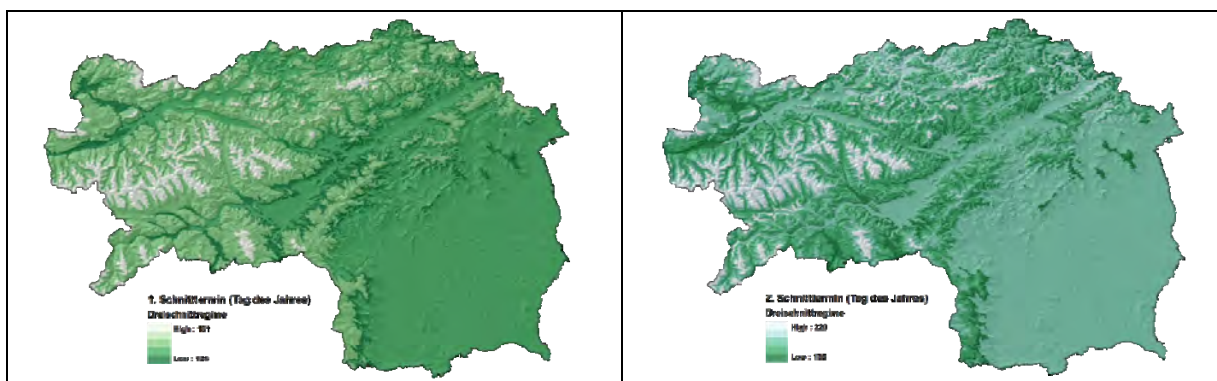 1. Schnitttermin (Tag des Jahres)
Dreischnittregime
High :
Low :
2. Schnitttermin (Tag des Jahres)
Dreischnittregime
High :
Low :